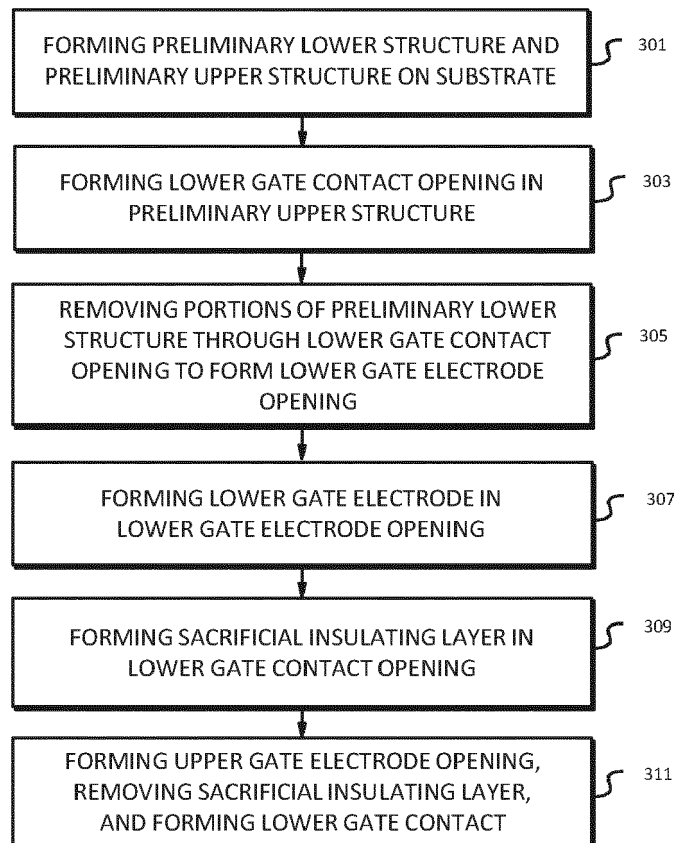 FORMING PRELIMINARY LOWER STRUCTURE AND
PRELIMINARY UPPER STRUCTURE ON SUBSTRATE
301
FORMING LOWER GATE CONTACT OPENING IN
PRELIMINARY UPPER STRUCTURE
303
REMOVING PORTIONS OF PRELIMINARY LOWER
STRUCTURE THROUGH LOWER GATE CONTACT
OPENING TO FORM LOWER GATE ELECTRODE
OPENING
305
FORMING LOWER GATE ELECTRODE IN
LOWER GATE ELECTRODE OPENING
307
FORMING SACRIFICIAL INSULATING LAYER IN
LOWER GATE CONTACT OPENING
309
FORMING UPPER GATE ELECTRODE OPENING,
REMOVING SACRIFICIAL INSULATING LAYER,
AND FORMING LOWER GATE CONTACT
311